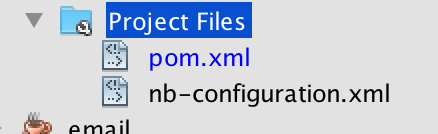 Project Files
pom.xml
nb-configuration.xml
email